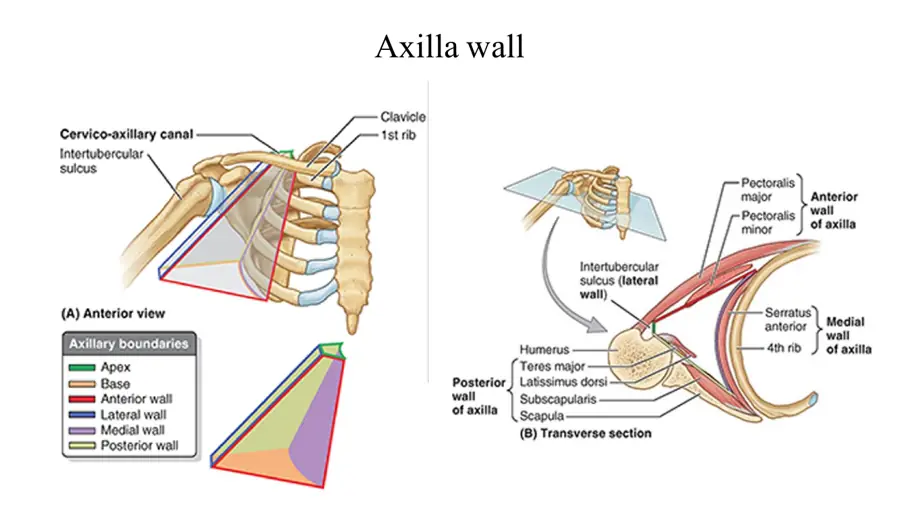 Axilla wall
Clavicle
1st rib
Cervico-axillary canal
Intertubercular
sulcus
(A) Anterior view
Axillary boundaries
Apex
Base
Anterior wall
Lateral wall
Medial wall
Posterior wall
Pectoralis
major
Pectoralis
minor
Anterior
wall
of axilla
Intertubercular
sulcus (lateral
wall)
Serratus
anterior
4th rib
Medial
wall
of axilla
Humerus
Teres major
Latissimus dorsi
Subscapularis
Scapula
Posterior
wall
of axilla
(B) Transverse section